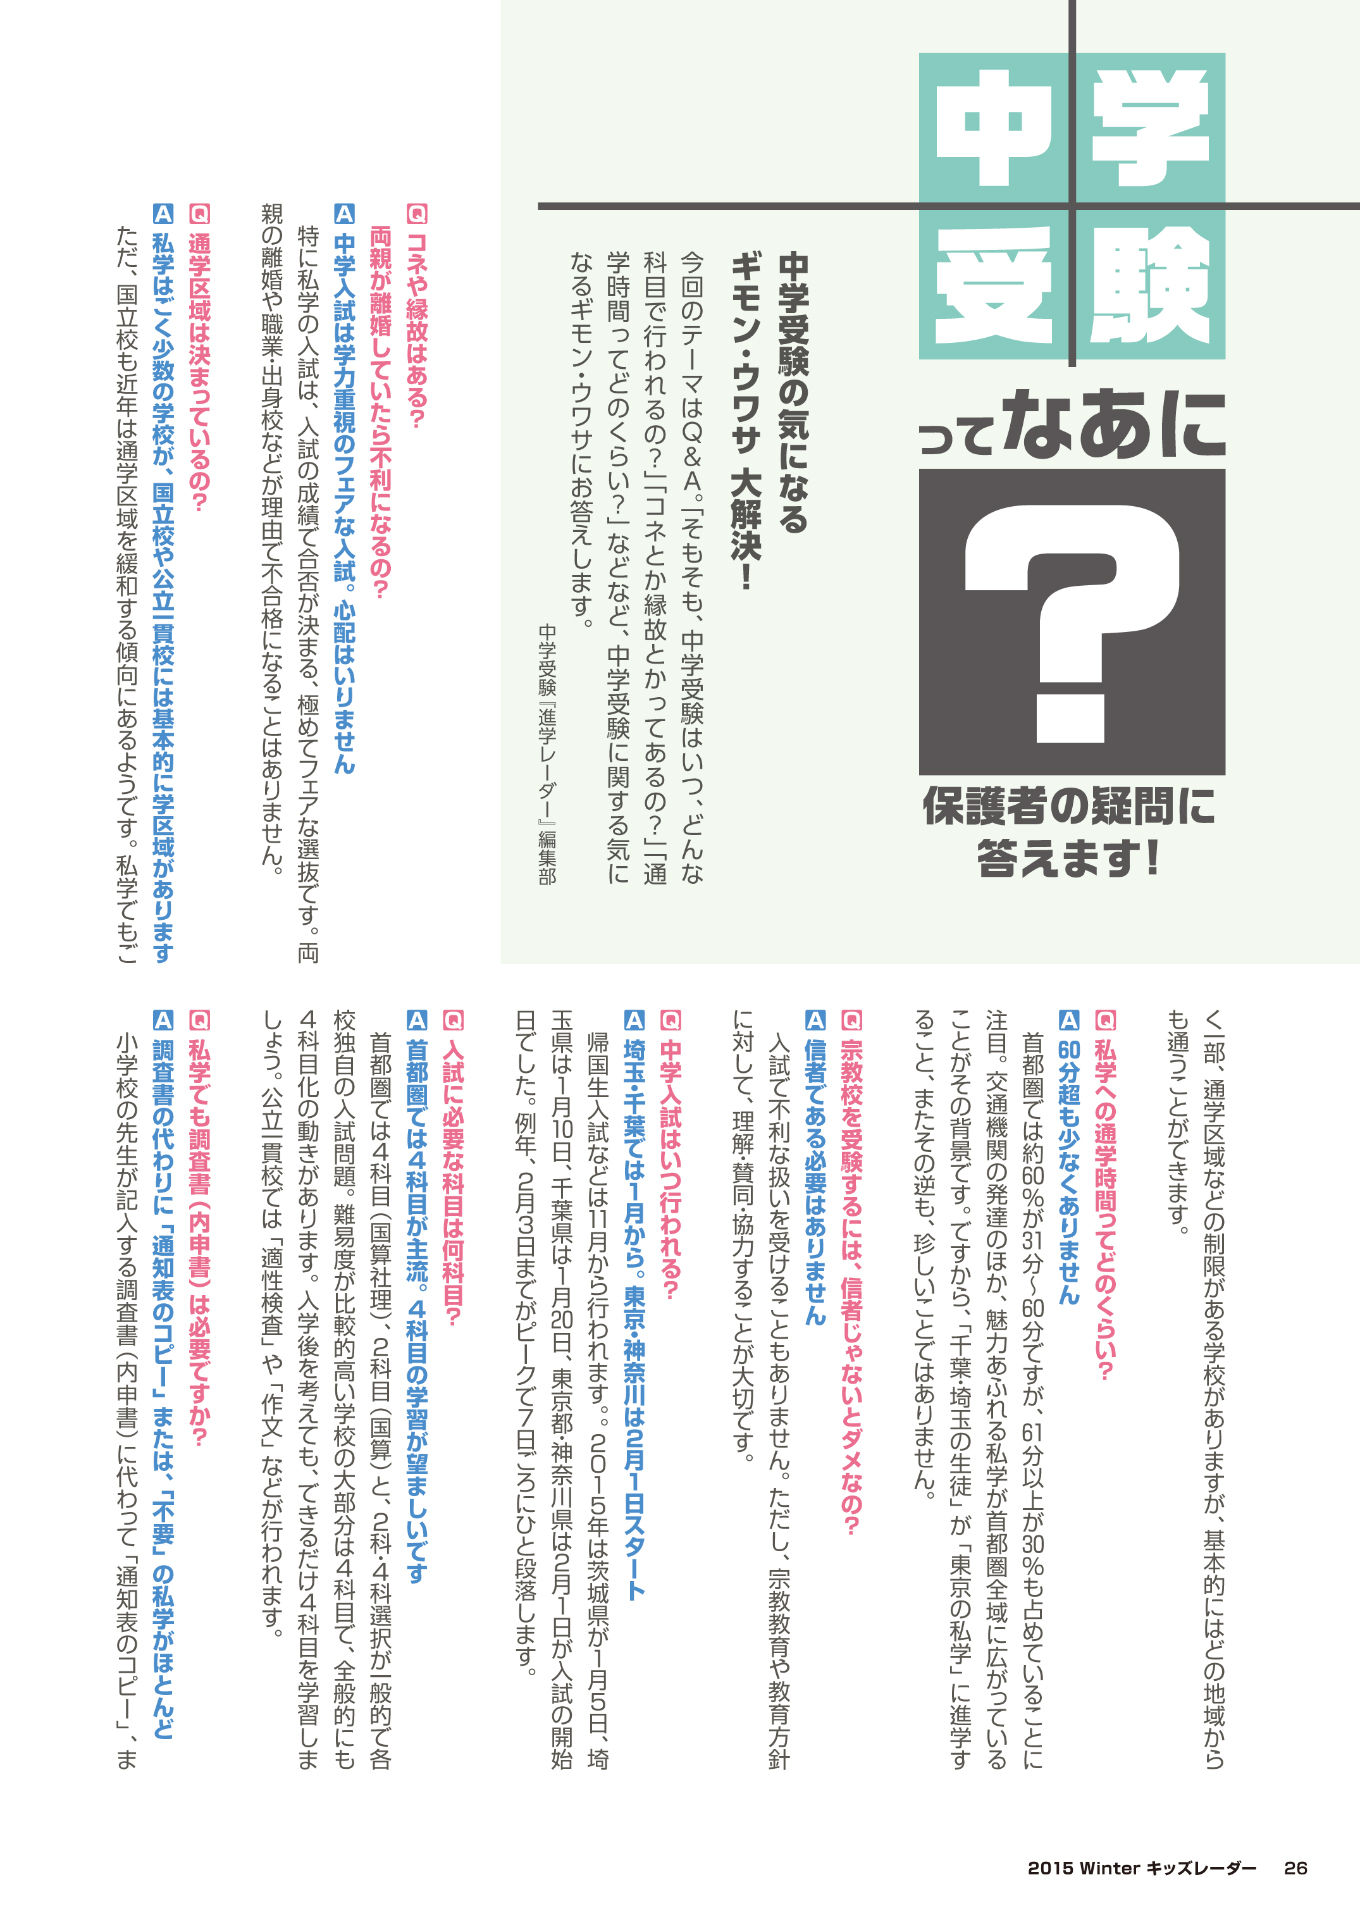 中学
受験
って なあに
?
保護者の疑問に
答えます!
中学受験の気になる
ギモン・ウワサ 大解決!
今回のテーマはQ&A。「そもそも、中学受験はいつ、どんな
科目で行われるの?」「コネとか縁故とかってあるの?」「通
学時間ってどのくらい?」などなど、中学受験に関する気に
なるギモン・ウワサにお答えします。
中学受験『進学レーダー』編集部
Q コネや縁故はある?
両親が離婚していたら不利になるの?
A 中学入試は学力重視のフェアな入試。心配はいりません
特に私学の入試は、入試の成績で合否が決まる、極めてフェアな選抜です。両
親の離婚や職業・出身校などが理由で不合格になることはありません。
Q 通学区域は決まっているの?
A 私学はごく少数の学校が、国立校や公立一貫校には基本的に学区域があります
ただ、国立校も近年は通学区域を緩和する傾向にあるようです。私学でもご
く一部、通学区域などの制限がある学校がありますが、基本的にはどの地域から
も通うことができます。
Q 私学への通学時間ってどのくらい?
A 60分超も少なくありません
首都圏では約60%が31分~60分ですが、61分以上が30%も占めていることに
注目。交通機関の発達のほか、魅力あふれる私学が首都圏全域に広がっている
ことがその背景です。ですから、「千葉・埼玉の生徒」が「東京の私学」に進学す
ること、またその逆も、珍しいことではありません。
Q 宗教校を受験するには、信者じゃないとダメなの?
A 信者である必要はありません
入試で不利な扱いを受けることもありません。ただし、宗教教育や教育方針
に対して、理解・賛同・協力することが大切です。
Q 中学入試はいつ行われる?
A 埼玉・千葉では1月から。東京・神奈川は2月1日スタート
帰国生入試などは11月から行われます。。2015年は茨城県が1月5日、埼
玉県は1月10日、千葉県は1月20日、東京都・神奈川県は2月1日が入試の開始
日でした。例年、2月3日までがピークで7日ごろにひと段落します。
Q 入試に必要な科目は何科目?
A 首都圏では4科目が主流。4科目の学習が望ましいです
首都圏では4科目(国算社理)、2科目(国算)と、2科・4科選択が一般的で各
校独自の入試問題。難易度が比較的高い学校の大部分は4科目で、全般的にも
4科目化の動きがあります。入学後を考えても、できるだけ4科目を学習しま
しょう。公立一貫校では「適性検査」や「作文」などが行われます。
Q 私学でも調査書(内申書)は必要ですか?
A 調査書の代わりに「通知表のコピー」または、「不要」の私学がほとんど
小学校の先生が記入する調査書(内申書)に代わって「通知表のコピー」、ま
2015 Winter キッズレーダー 26